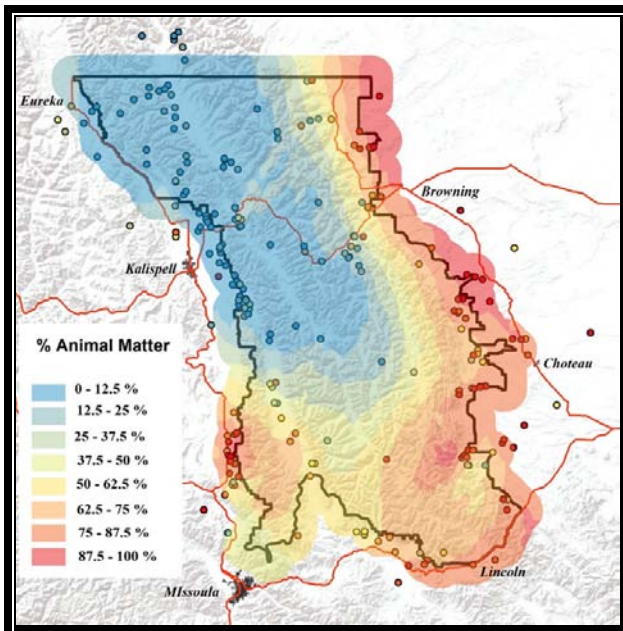 Eureka
Browning
Kalispell
% Animal Matter
0 - 12.5 %
12.5 - 25 %
25 - 37.5 %
37.5 - 50 %
50 - 62.5 %
62.5 - 75 %
75 - 87.5 %
87.5 - 100 %
Choteau
Lincoln
MIssoula